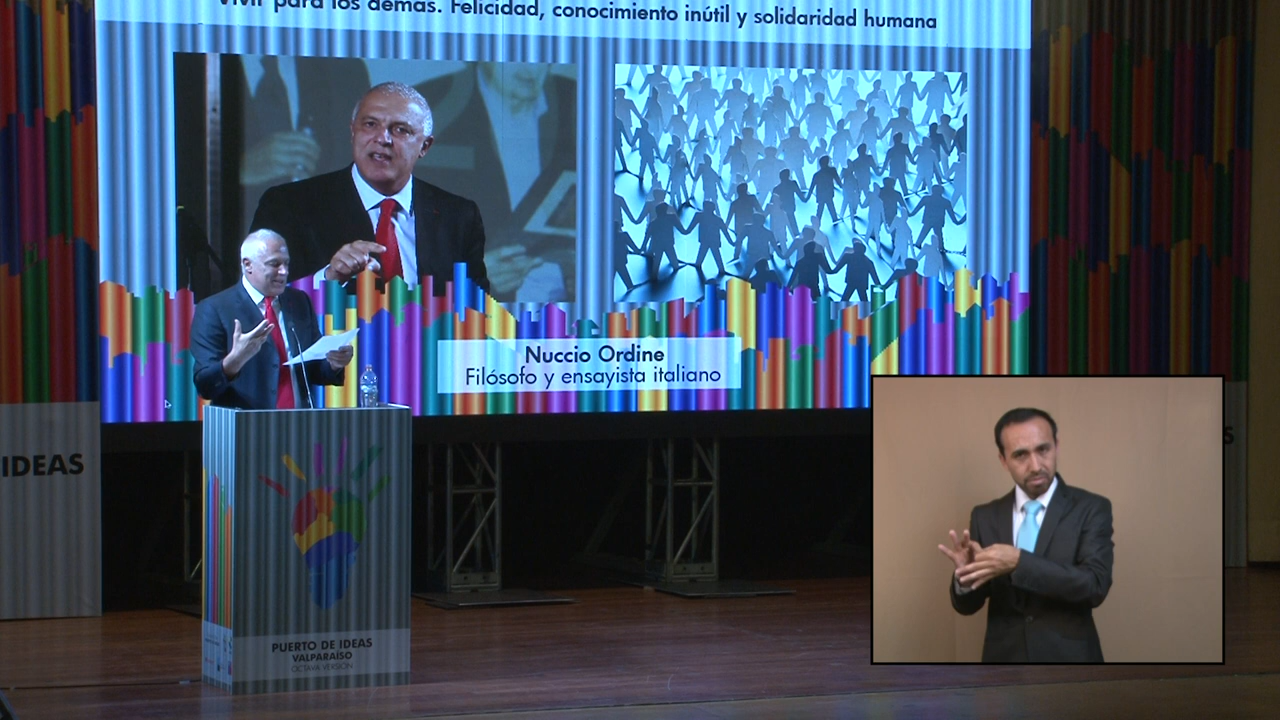 Vivir para los demás. Felicidad, conocimiento inútil y solidaridad humana
Nuccio Ordine
Filósofo y ensayista italiano
IDEAS
PUERTO DE IDEAS
VALPARAÍSO
OCTAVA VERSIÓN
S